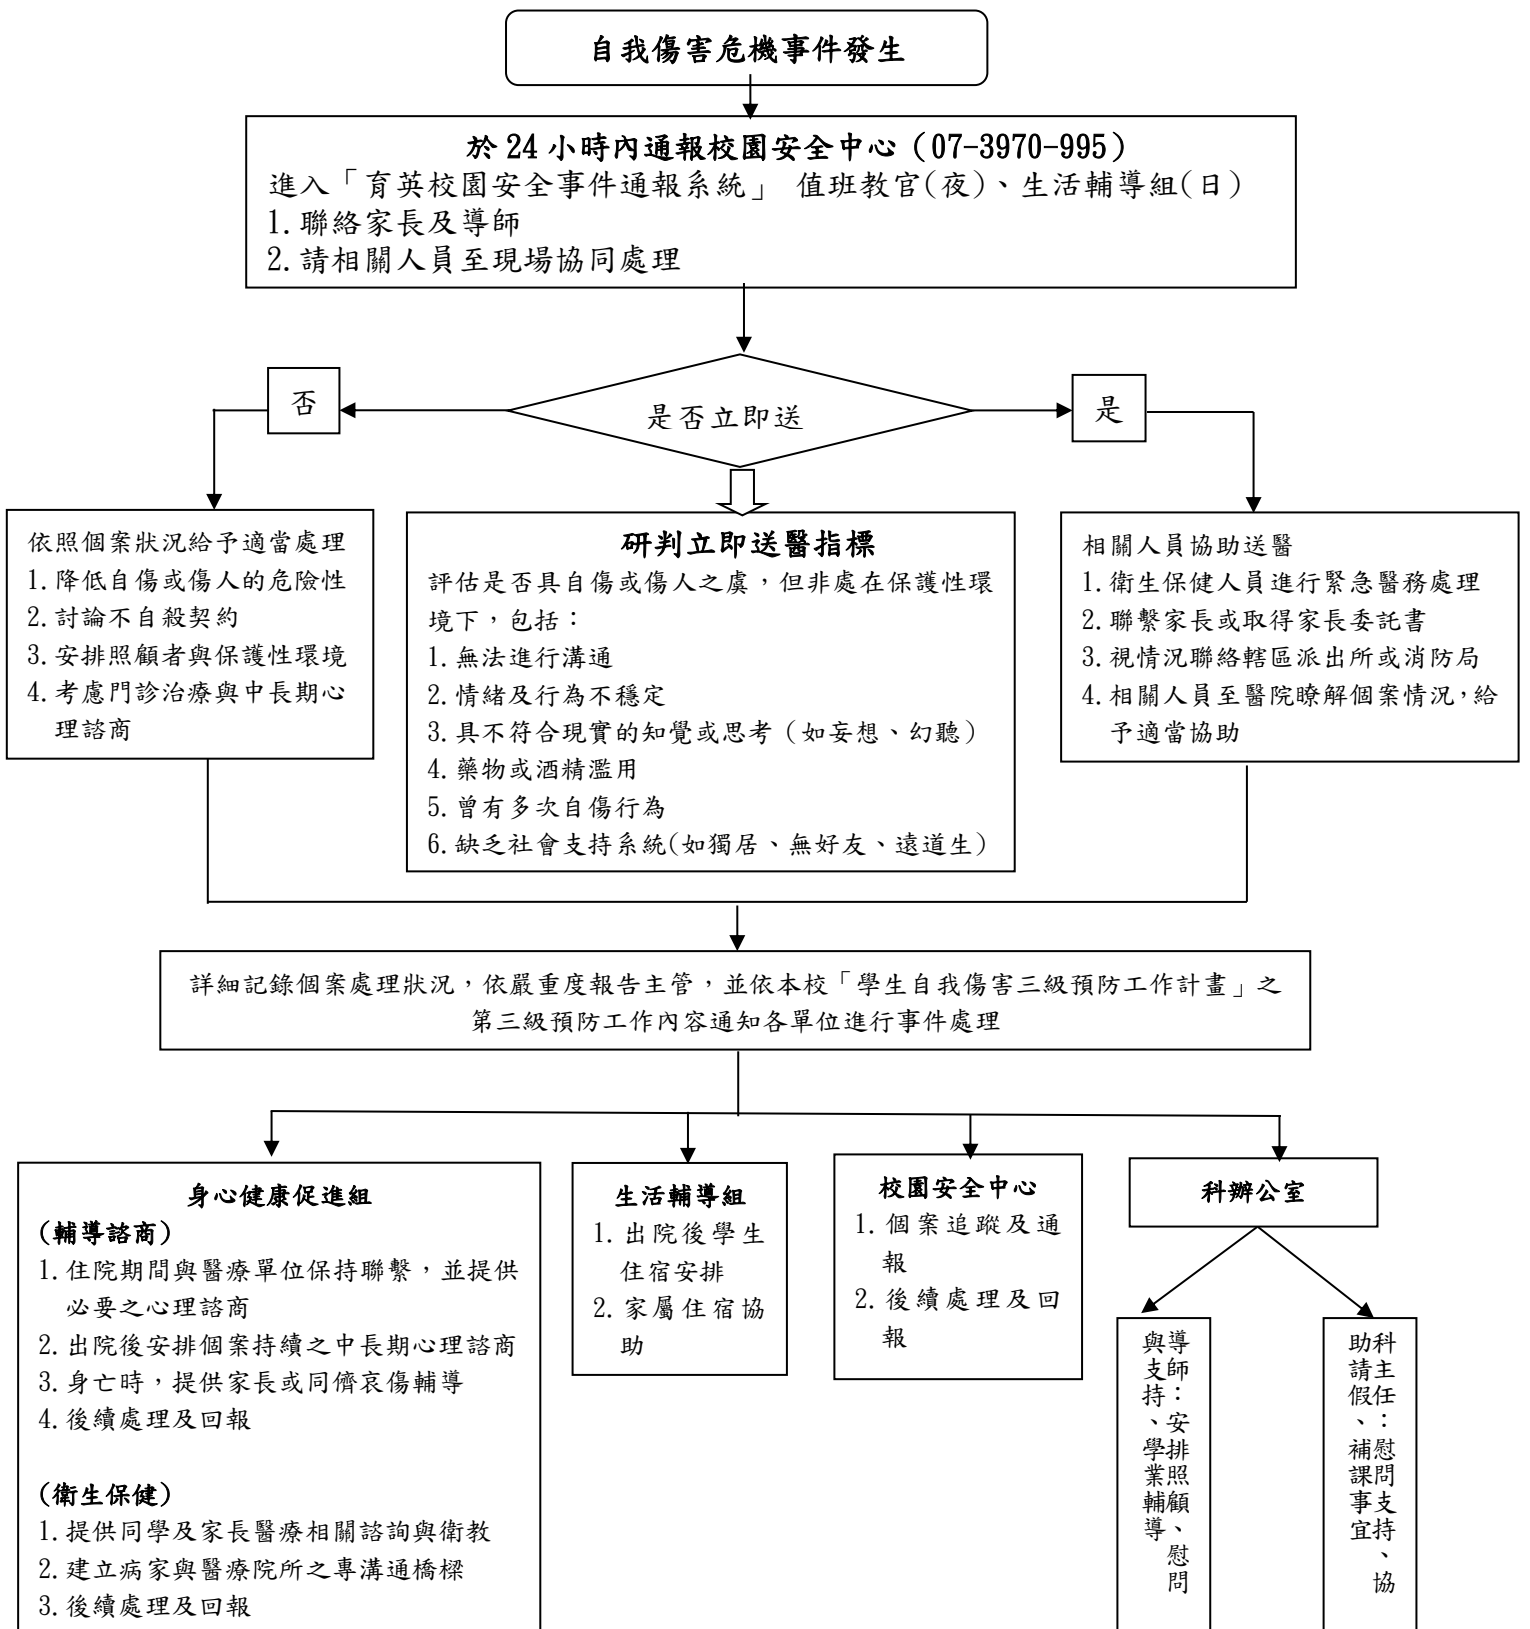 自我傷害危機事件發生
於 24 小時內通報校園安全中心（07-3970-995）
進入「育英校園安全事件通報系統」 值班教官(夜)、生活輔導組(日)
1. 聯絡家長及導師
2. 請相關人員至現場協同處理
是否立即送
否
是
依照個案狀況給予適當處理
1. 降低自傷或傷人的危險性
2. 討論不自殺契約
3. 安排照顧者與保護性環境
4. 考慮門診治療與中長期心
理諮商
研判立即送醫指標
評估是否具自傷或傷人之虞，但非處在保護性環
境下，包括：
1. 無法進行溝通
2. 情緒及行為不穩定
3. 具不符合現實的知覺或思考（如妄想、幻聽）
4. 藥物或酒精濫用
5. 曾有多次自傷行為
6. 缺乏社會支持系統(如獨居、無好友、遠道生)
相關人員協助送醫
1. 衛生保健人員進行緊急醫務處理
2. 聯繫家長或取得家長委託書
3. 視情況聯絡轄區派出所或消防局
4. 相關人員至醫院瞭解個案情況，給
予適當協助
詳細記錄個案處理狀況，依嚴重度報告主管，並依本校「學生自我傷害三級預防工作計畫」之
第三級預防工作內容通知各單位進行事件處理
身心健康促進組
(輔導諮商)
1. 住院期間與醫療單位保持聯繫，並提供
必要之心理諮商
2. 出院後安排個案持續之中長期心理諮商
3. 身亡時，提供家長或同儕哀傷輔導
4. 後續處理及回報
(衛生保健)
1. 提供同學及家長醫療相關諮詢與衛教
2. 建立病家與醫療院所之專溝通橋樑
3. 後續處理及回報
生活輔導組
1. 出院後學生
住宿安排
2. 家屬住宿協
助
校園安全中心
1. 個案追蹤及通
報
2. 後續處理及回
報
科辦公室
導師：安排照顧、慰問
與支持、學業輔導
科主任：慰問支持、協
助請假、補課事宜